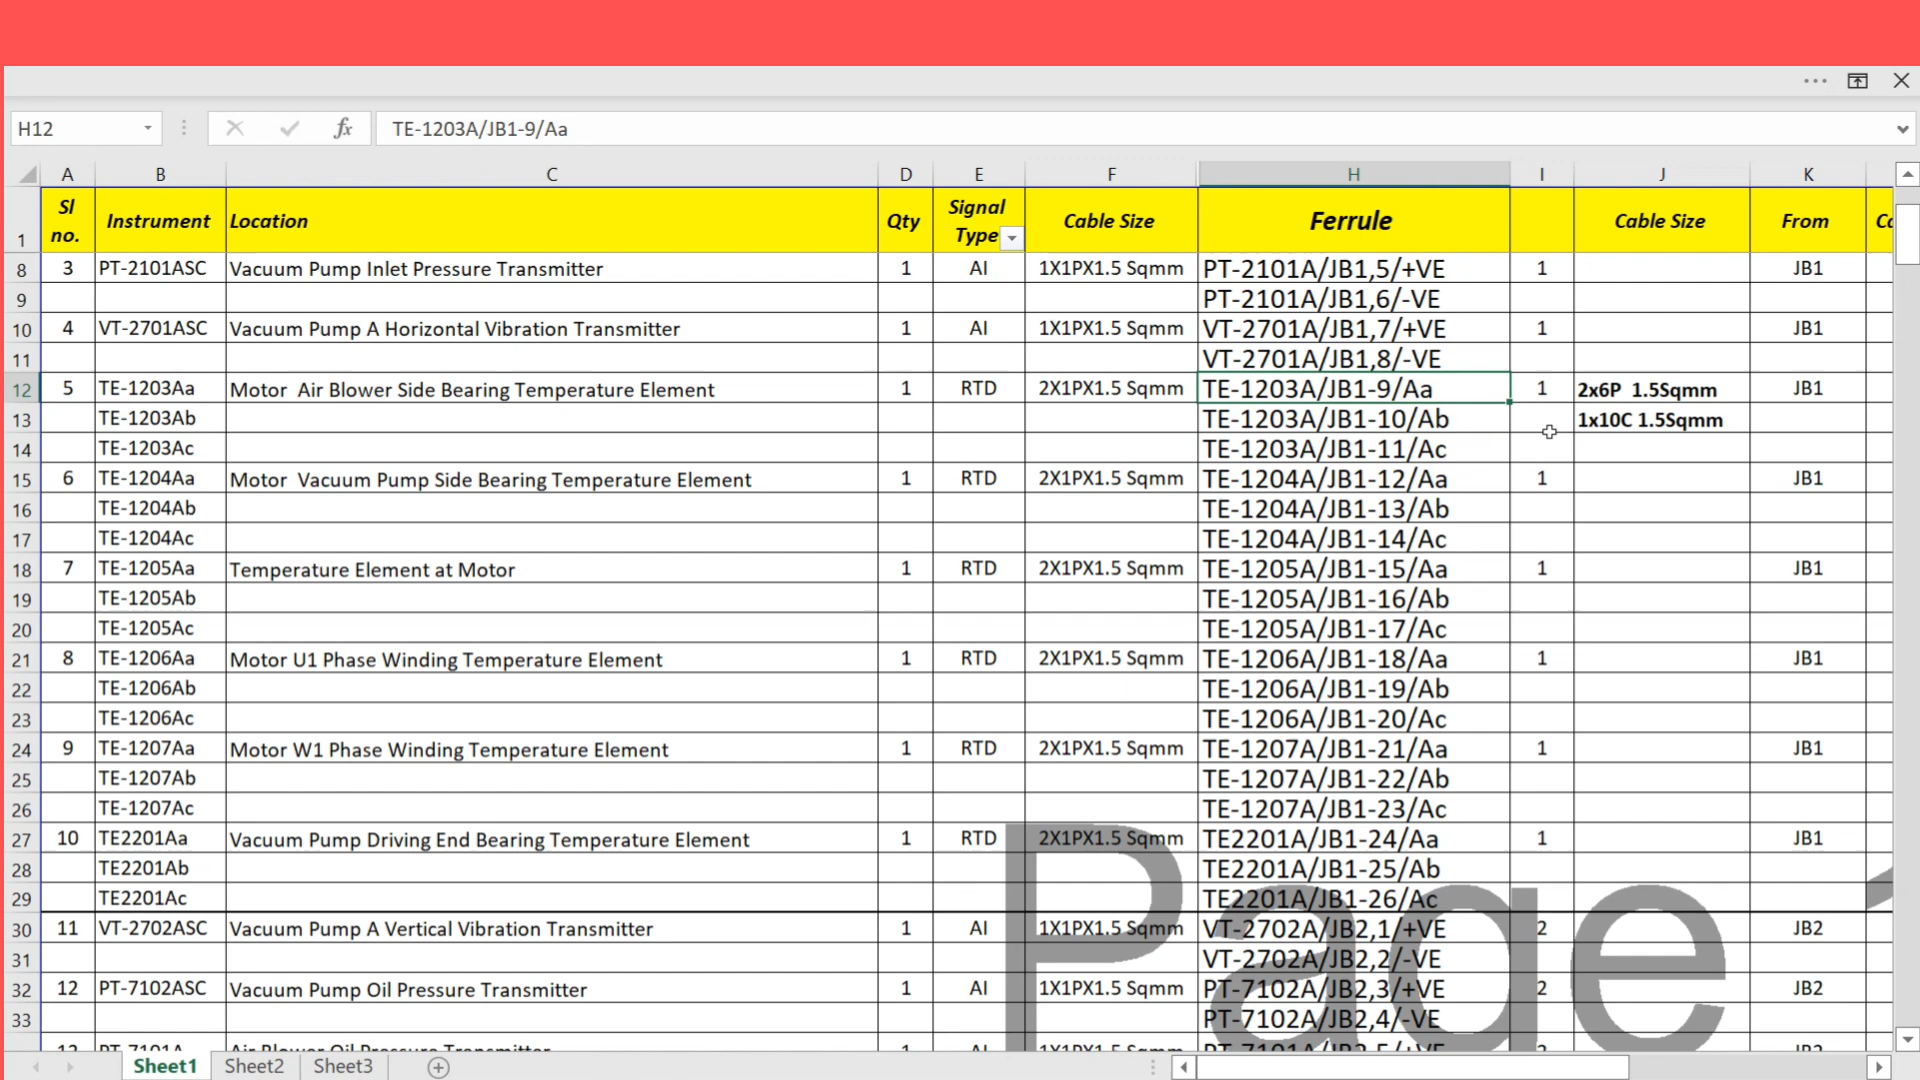 H12
fx
TE-1203A/JB1-9/Aa
A B C D E F H I J K
1 Sl no. Instrument Location Qty Signal Type Cable Size Ferrule Cable Size From
8 3 PT-2101ASC Vacuum Pump Inlet Pressure Transmitter 1 AI 1X1PX1.5 Sqmm PT-2101A/JB1,5/+VE 1 JB1
9 PT-2101A/JB1,6/-VE
10 4 VT-2701ASC Vacuum Pump A Horizontal Vibration Transmitter 1 AI 1X1PX1.5 Sqmm VT-2701A/JB1,7/+VE 1 JB1
11 VT-2701A/JB1,8/-VE
12 5 TE-1203Aa Motor Air Blower Side Bearing Temperature Element 1 RTD 2X1PX1.5 Sqmm TE-1203A/JB1-9/Aa 1 2x6P 1.5Sqmm JB1
13 TE-1203Ab TE-1203A/JB1-10/Ab 1x10C 1.5Sqmm
14 TE-1203Ac TE-1203A/JB1-11/Ac
15 6 TE-1204Aa Motor Vacuum Pump Side Bearing Temperature Element 1 RTD 2X1PX1.5 Sqmm TE-1204A/JB1-12/Aa 1 JB1
16 TE-1204Ab TE-1204A/JB1-13/Ab
17 TE-1204Ac TE-1204A/JB1-14/Ac
18 7 TE-1205Aa Temperature Element at Motor 1 RTD 2X1PX1.5 Sqmm TE-1205A/JB1-15/Aa 1 JB1
19 TE-1205Ab TE-1205A/JB1-16/Ab
20 TE-1205Ac TE-1205A/JB1-17/Ac
21 8 TE-1206Aa Motor U1 Phase Winding Temperature Element 1 RTD 2X1PX1.5 Sqmm TE-1206A/JB1-18/Aa 1 JB1
22 TE-1206Ab TE-1206A/JB1-19/Ab
23 TE-1206Ac TE-1206A/JB1-20/Ac
24 9 TE-1207Aa Motor W1 Phase Winding Temperature Element 1 RTD 2X1PX1.5 Sqmm TE-1207A/JB1-21/Aa 1 JB1
25 TE-1207Ab TE-1207A/JB1-22/Ab
26 TE-1207Ac TE-1207A/JB1-23/Ac
27 10 TE2201Aa Vacuum Pump Driving End Bearing Temperature Element 1 RTD 2X1PX1.5 Sqmm TE2201A/JB1-24/Aa 1 JB1
28 TE2201Ab TE2201A/JB1-25/Ab
29 TE2201Ac TE2201A/JB1-26/Ac
30 11 VT-2702ASC Vacuum Pump A Vertical Vibration Transmitter 1 AI 1X1PX1.5 Sqmm VT-2702A/JB2,1/+VE 2 JB2
31 VT-2702A/JB2,2/-VE
32 12 PT-7102ASC Vacuum Pump Oil Pressure Transmitter 1 AI 1X1PX1.5 Sqmm PT-7102A/JB2,3/+VE 2 JB2
33 PT-7102A/JB2,4/-VE
Page
Sheet1 Sheet2 Sheet3